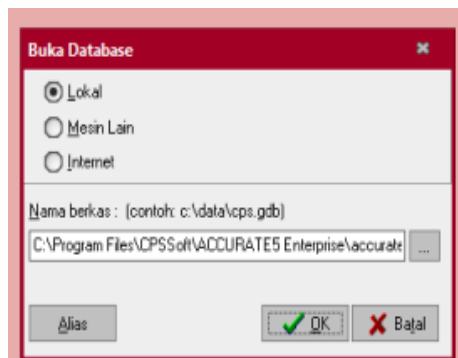 Buka Database
Lokal
Mesin Lain
Internet
Nama berkas : (contoh: c:\data\cps.gdb)
C:\Program Files\CPSSoft\ACCURATE5 Enterprise\accurate ...
Alias OK Batal